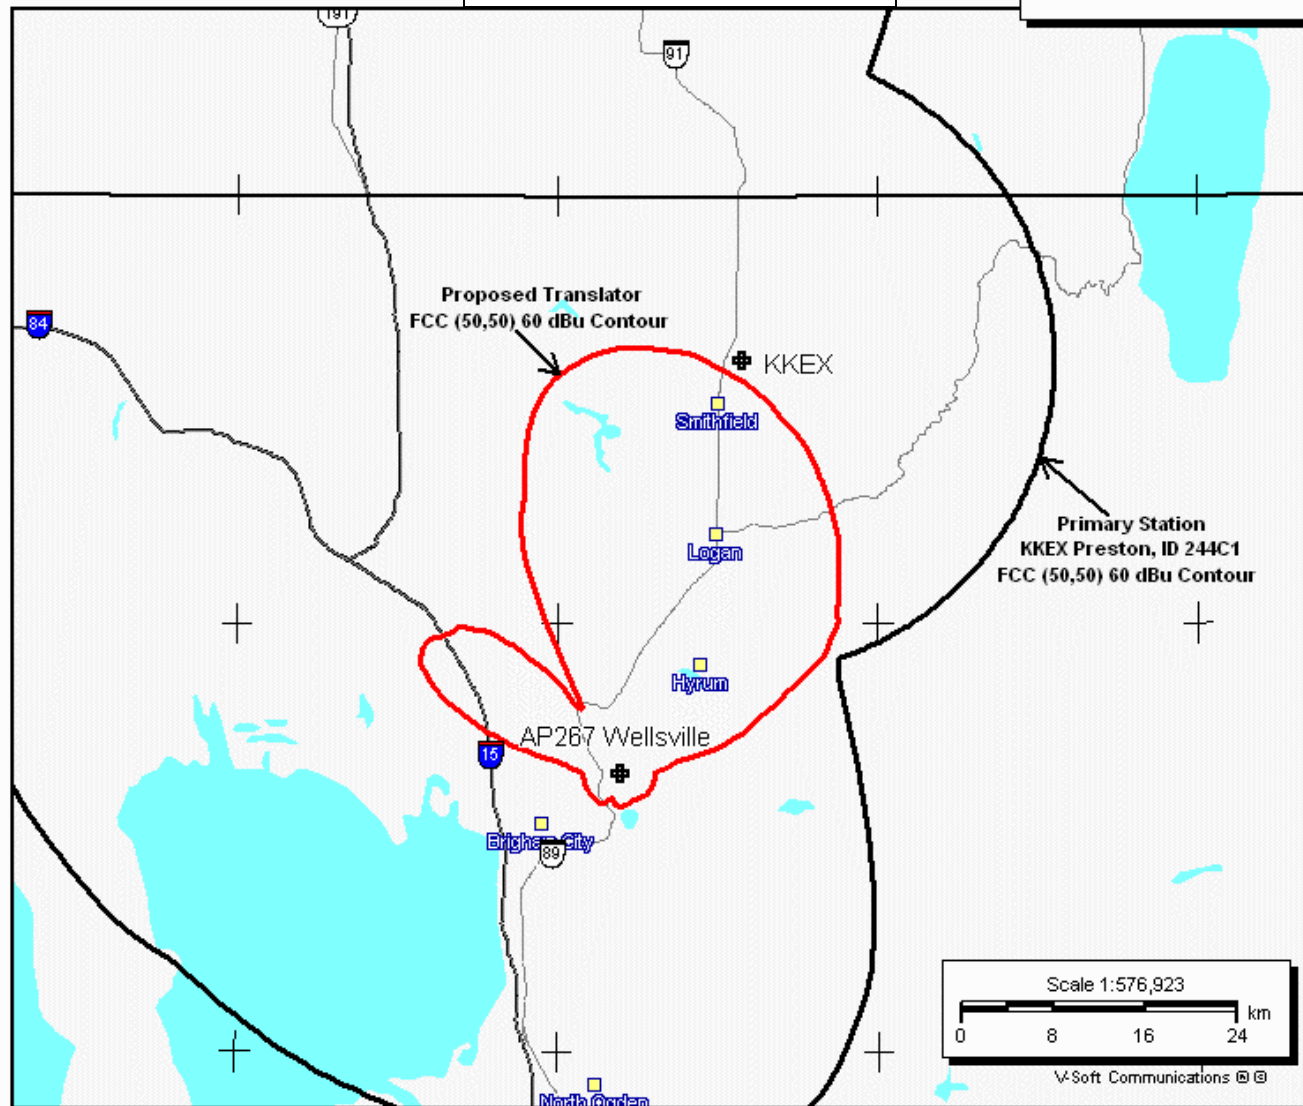 191
91
84
Proposed Translator
FCC (50,50) 60 dBu Contour
KKEX
Smithfield
Primary Station
KKEX Preston, ID 244C1
FCC (50,50) 60 dBu Contour
Logan
Hyrum
AP267 Wellsville
15
Brigham City
89
Scale 1:576,923
km
0 8 16 24
V-Soft Communications ® ©
North Ogden